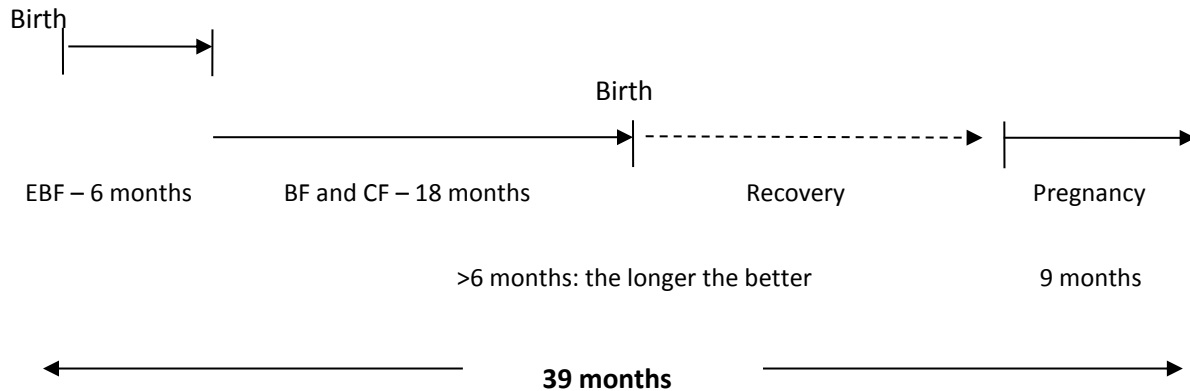 Birth
Birth
EBF – 6 months BF and CF – 18 months Recovery Pregnancy
>6 months: the longer the better 9 months
39 months